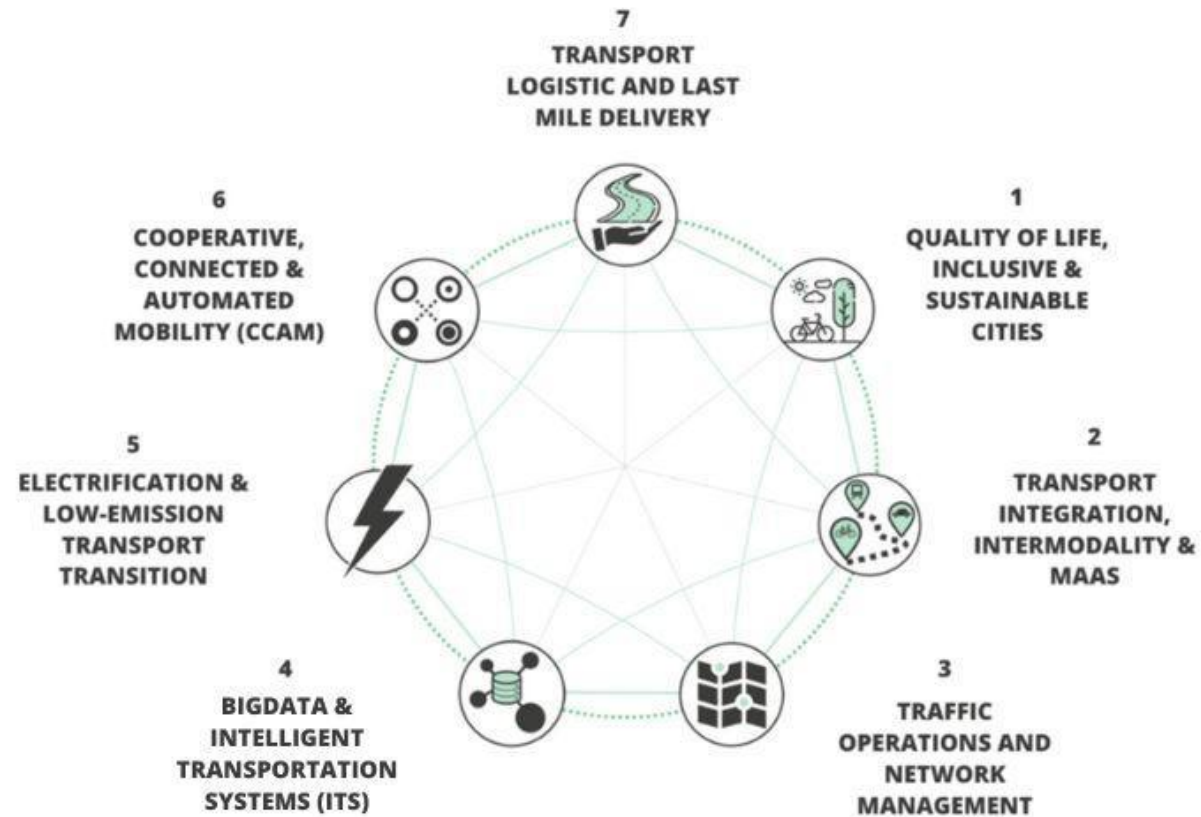 7
TRANSPORT
LOGISTIC AND LAST
MILE DELIVERY
1
QUALITY OF LIFE,
INCLUSIVE &
SUSTAINABLE
CITIES
2
TRANSPORT
INTEGRATION,
INTERMODALITY &
MAAS
3
TRAFFIC
OPERATIONS AND
NETWORK
MANAGEMENT
4
BIGDATA &
INTELLIGENT
TRANSPORTATION
SYSTEMS (ITS)
5
ELECTRIFICATION &
LOW-EMISSION
TRANSPORT
TRANSITION
6
COOPERATIVE,
CONNECTED &
AUTOMATED
MOBILITY (CCAM)